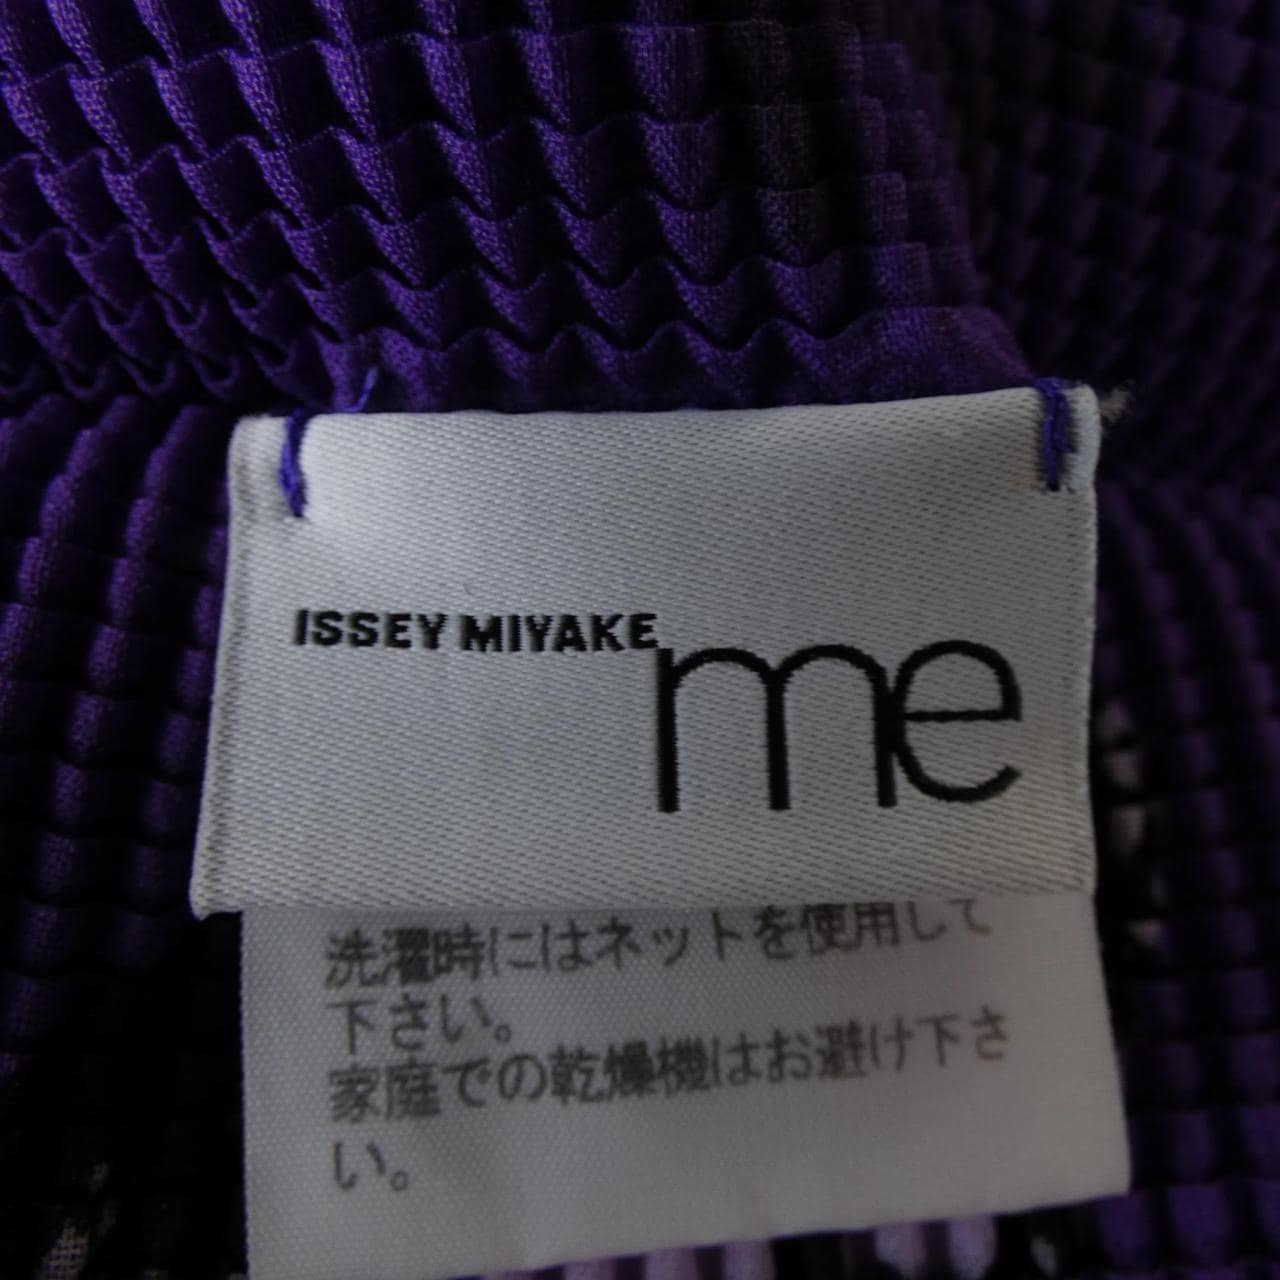 ISSEY MIYAKE
me
洗濯時にはネットを使用して
下さい。
家庭での乾燥機はお避け下さ
い。